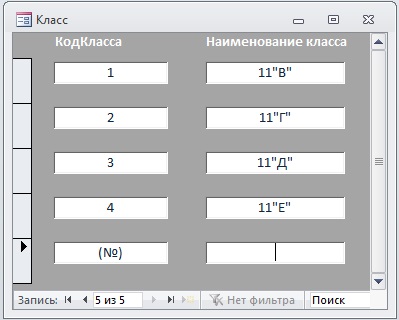 Класс
КодКласса Наименование класса
1 11"В"
2 11"Г"
3 11"Д"
4 11"Е"
(№)
Запись: 5 из 5 Нет фильтра Поиск